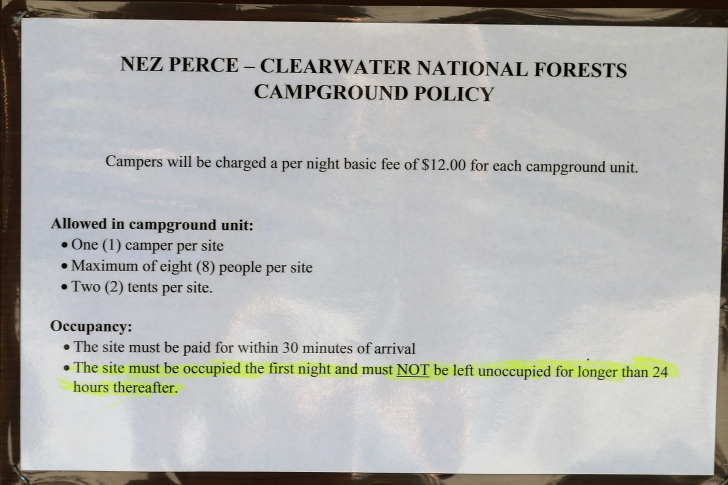 NEZ PERCE – CLEARWATER NATIONAL FORESTS
CAMPGROUND POLICY
Campers will be charged a per night basic fee of $12.00 for each campground unit.
Allowed in campground unit:
• One (1) camper per site
• Maximum of eight (8) people per site
• Two (2) tents per site.
Occupancy:
• The site must be paid for within 30 minutes of arrival
• The site must be occupied the first night and must NOT be left unoccupied for longer than 24
hours thereafter.